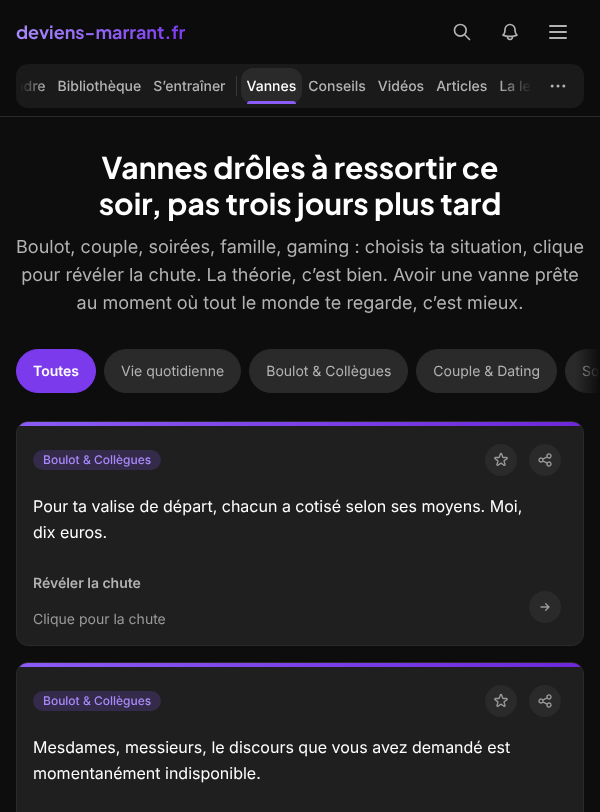 deviens-marrant.fr
dre Bibliothèque S'entraîner Vannes Conseils Vidéos Articles La le
Vannes drôles à ressortir ce
soir, pas trois jours plus tard
Boulot, couple, soirées, famille, gaming : choisis ta situation, clique
pour révéler la chute. La théorie, c'est bien. Avoir une vanne prête
au moment où tout le monde te regarde, c'est mieux.
Toutes Vie quotidienne Boulot & Collègues Couple & Dating So
Boulot & Collègues
Pour ta valise de départ, chacun a cotisé selon ses moyens. Moi,
dix euros.
Révéler la chute
Clique pour la chute
Boulot & Collègues
Mesdames, messieurs, le discours que vous avez demandé est
momentanément indisponible.